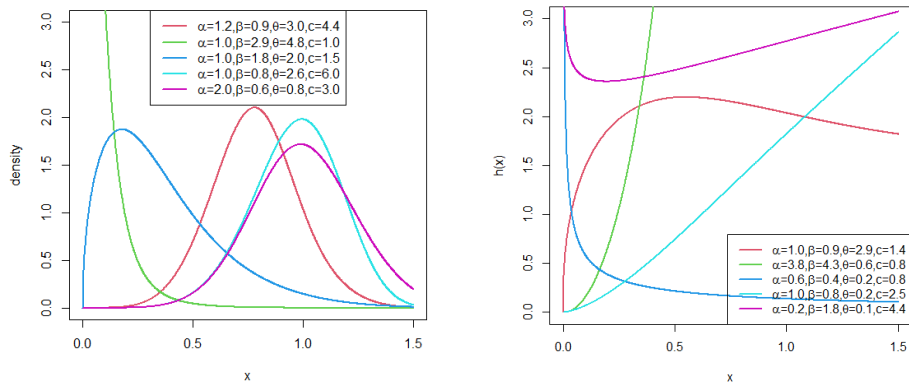 α=1.2,β=0.9,θ=3.0,c=4.4
α=1.0,β=2.9,θ=4.8,c=1.0
α=1.0,β=1.8,θ=2.0,c=1.5
α=1.0,β=0.8,θ=2.6,c=6.0
α=2.0,β=0.6,θ=0.8,c=3.0
density
3.0
2.5
2.0
1.5
1.0
0.5
0.0
0.0 0.5 1.0 1.5
x
h(x)
3.0
2.5
2.0
1.5
1.0
0.5
0.0
α=1.0,β=0.9,θ=2.9,c=1.4
α=3.8,β=4.3,θ=0.6,c=0.8
α=0.6,β=0.4,θ=0.2,c=0.8
α=1.0,β=0.8,θ=0.2,c=2.5
α=0.2,β=1.8,θ=0.1,c=4.4
0.0 0.5 1.0 1.5
x